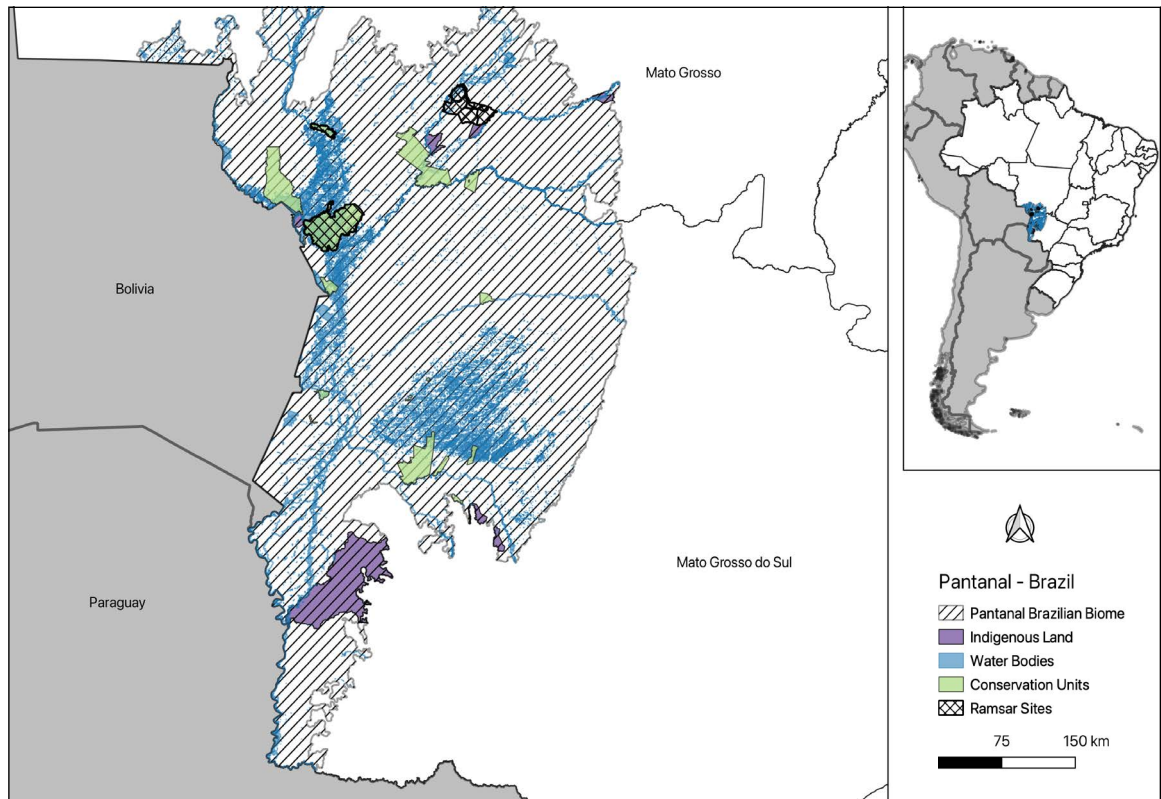 Mato Grosso
Bolivia
Mato Grosso do Sul
Paraguay
Pantanal - Brazil
Pantanal Brazilian Biome
Indigenous Land
Water Bodies
Conservation Units
Ramsar Sites
75 150 km